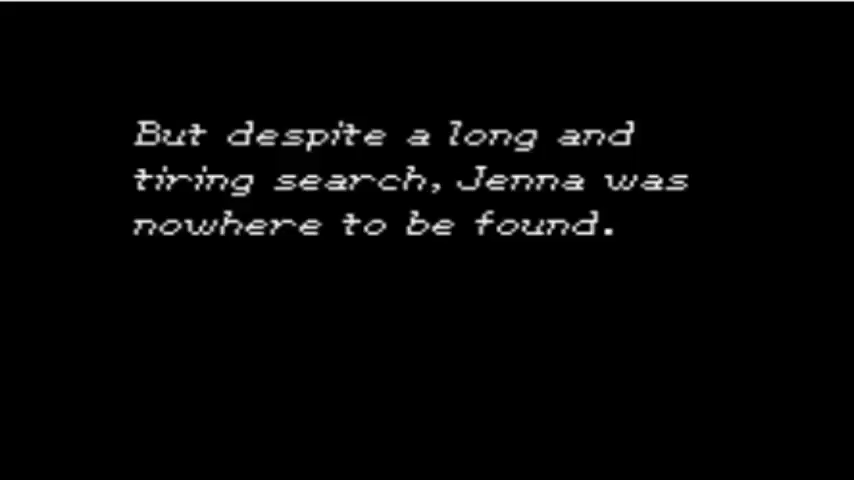 But despite a long and
tiring search, Jenna was
nowhere to be found.